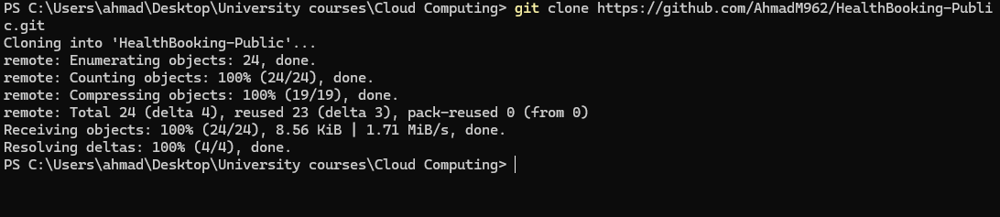 PS C:\Users\ahmad\Desktop\University courses\Cloud Computing> git clone https://github.com/AhmadM962/HealthBooking-Publi
c.git
Cloning into 'HealthBooking-Public'...
remote: Enumerating objects: 24, done.
remote: Counting objects: 100% (24/24), done.
remote: Compressing objects: 100% (19/19), done.
remote: Total 24 (delta 4), reused 23 (delta 3), pack-reused 0 (from 0)
Receiving objects: 100% (24/24), 8.56 KiB | 1.71 MiB/s, done.
Resolving deltas: 100% (4/4), done.
PS C:\Users\ahmad\Desktop\University courses\Cloud Computing>